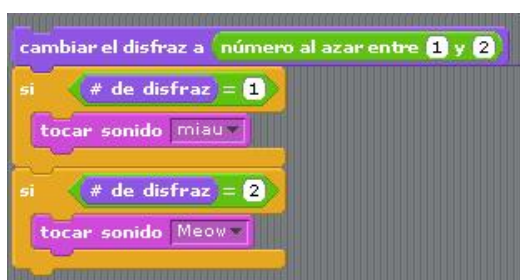 cambiar el disfraz a número al azar entre 1 y 2
si # de disfraz = 1
tocar sonido miau
si # de disfraz = 2
tocar sonido Meow